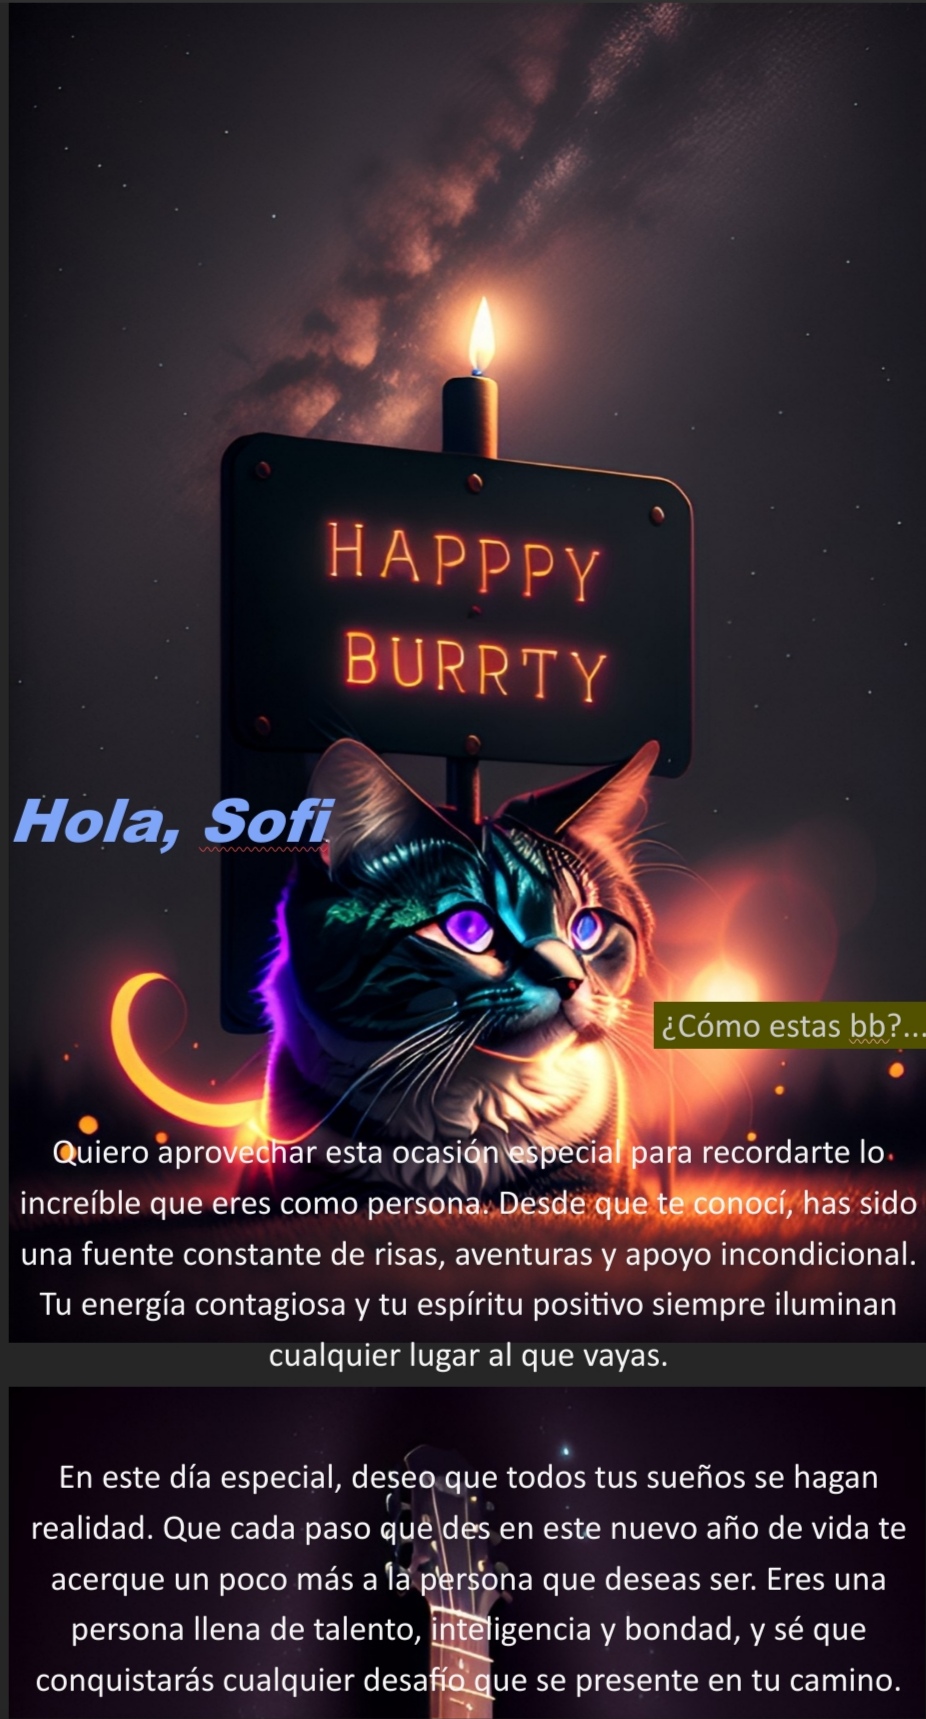 HAPPPY
BURRTY
Hola, Sofi
¿Cómo estas bb?...
Quiero aprovechar esta ocasión especial para recordarte lo
increíble que eres como persona. Desde que te conocí, has sido
una fuente constante de risas, aventuras y apoyo incondicional.
Tu energía contagiosa y tu espíritu positivo siempre iluminan
cualquier lugar al que vayas.
En este día especial, deseo que todos tus sueños se hagan
realidad. Que cada paso que des en este nuevo año de vida te
acerque un poco más a la persona que deseas ser. Eres una
persona llena de talento, inteligencia y bondad, y sé que
conquistarás cualquier desafío que se presente en tu camino.